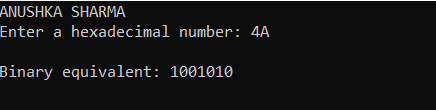 ANUSHKA SHARMA
Enter a hexadecimal number: 4A
Binary equivalent: 1001010